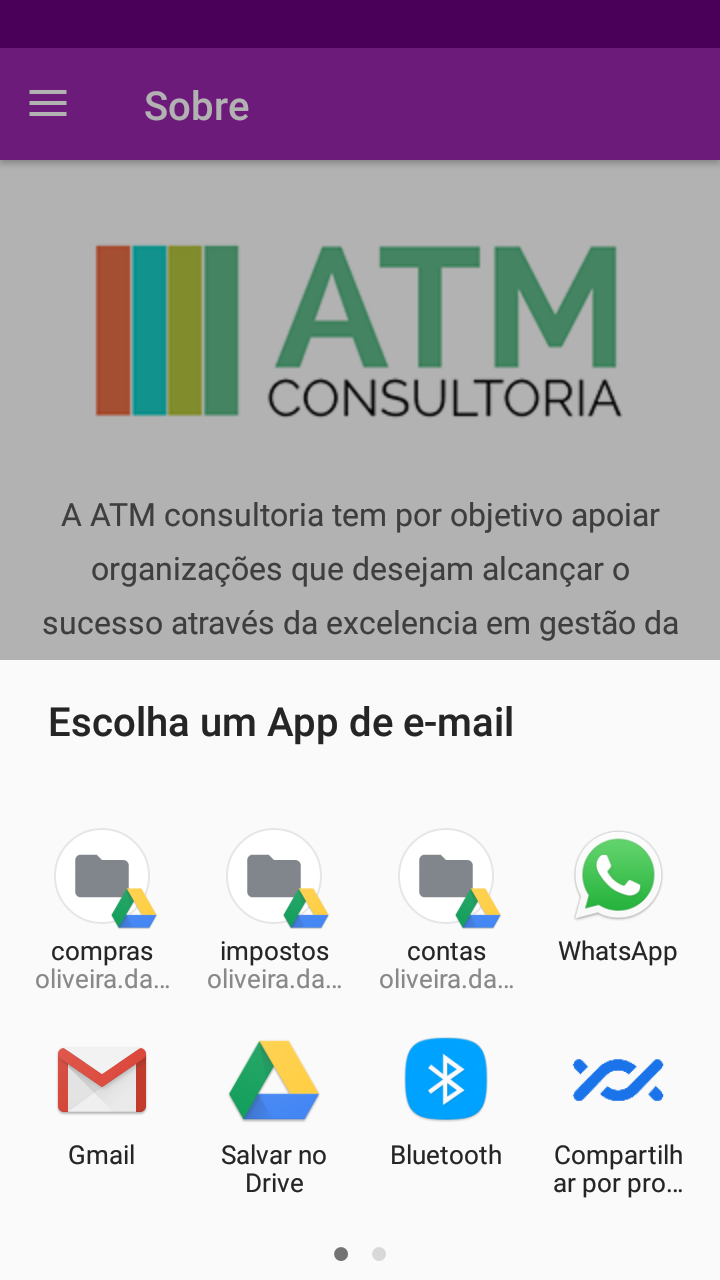 Sobre
ATM
CONSULTORIA
A ATM consultoria tem por objetivo apoiar
organizações que desejam alcançar o
sucesso através da excelencia em gestão da
Escolha um App de e-mail
compras
oliveira.da...
impostos
oliveira.da...
contas
oliveira.da...
WhatsApp
Gmail
Salvar no
Drive
Bluetooth
Compartilh
ar por pro...